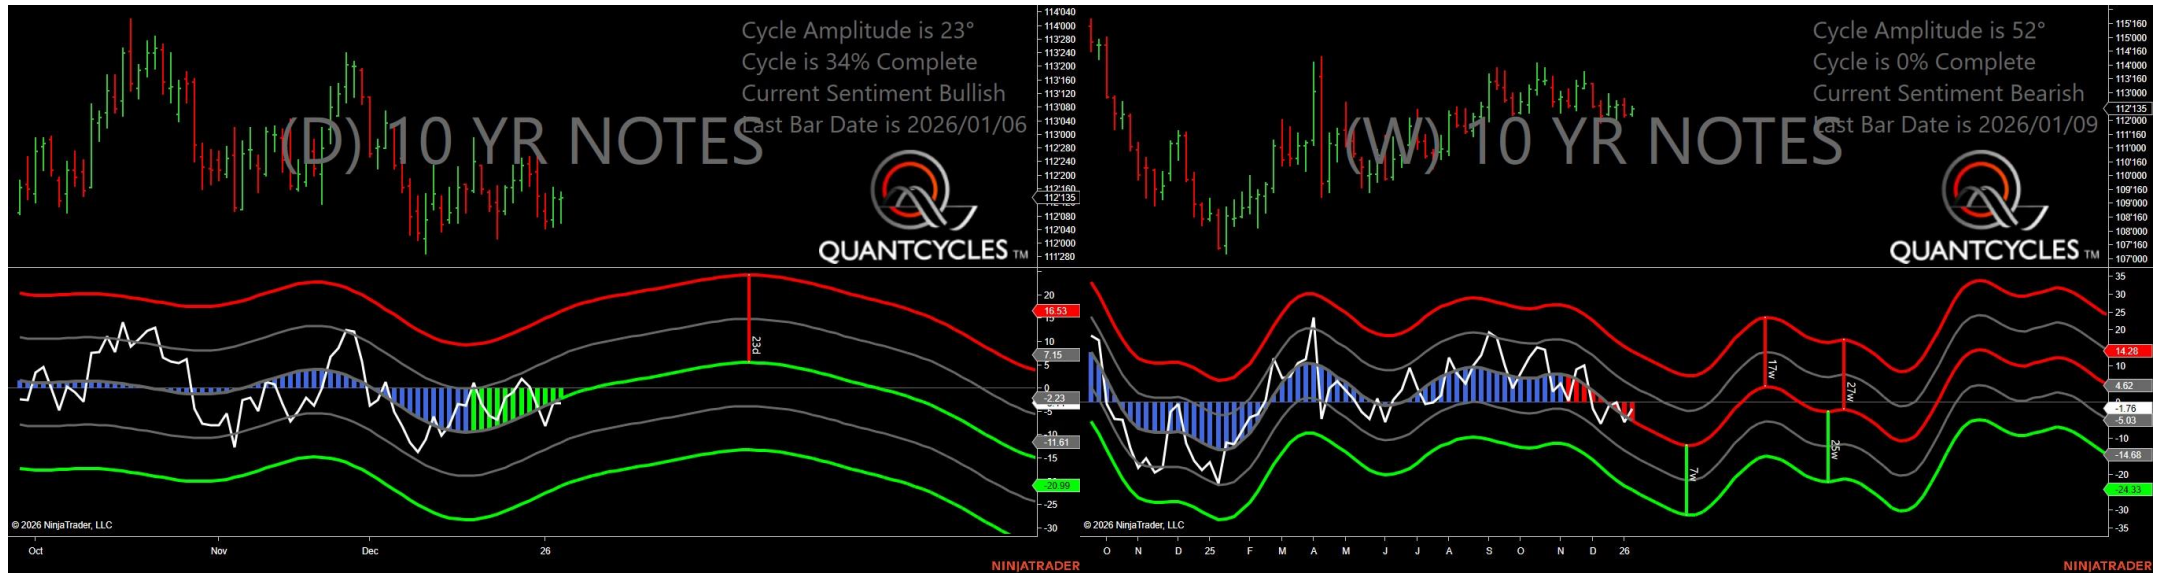 Cycle Amplitude is 23°
Cycle is 34% Complete
Current Sentiment Bullish
Last Bar Date is 2026/01/06
(D) 10 YR NOTES
QUANTCYCLES TM
114'040
114'000
113'280
113'240
113'200
113'160
113'120
113'080
113'040
113'000
112'280
112'240
112'200
112'160
112'135
112'080
112'040
112'000
111'280
20
16.53
10
7.15
5
0
-2.23
-5
-10
-11.61
-15
-20.99
-25
-30
23d
© 2026 NinjaTrader, LLC
Oct Nov Dec 26
NINJATRADER
Cycle Amplitude is 52°
Cycle is 0% Complete
Current Sentiment Bearish
Last Bar Date is 2026/01/09
(W) 10 YR NOTES
QUANTCYCLES TM
115'160
115'000
114'160
114'000
113'160
113'000
112'135
112'000
111'160
111'000
110'160
110'000
109'160
109'000
108'160
108'000
107'160
107'000
35
30
25
20
14.28
10
4.62
-1.76
-5.03
-10
-14.68
-20
-24.33
-30
-35
17w
27w
7w
25w
© 2026 NinjaTrader, LLC
O N D 25 F M A M J J A S O N D 26
NINJATRADER